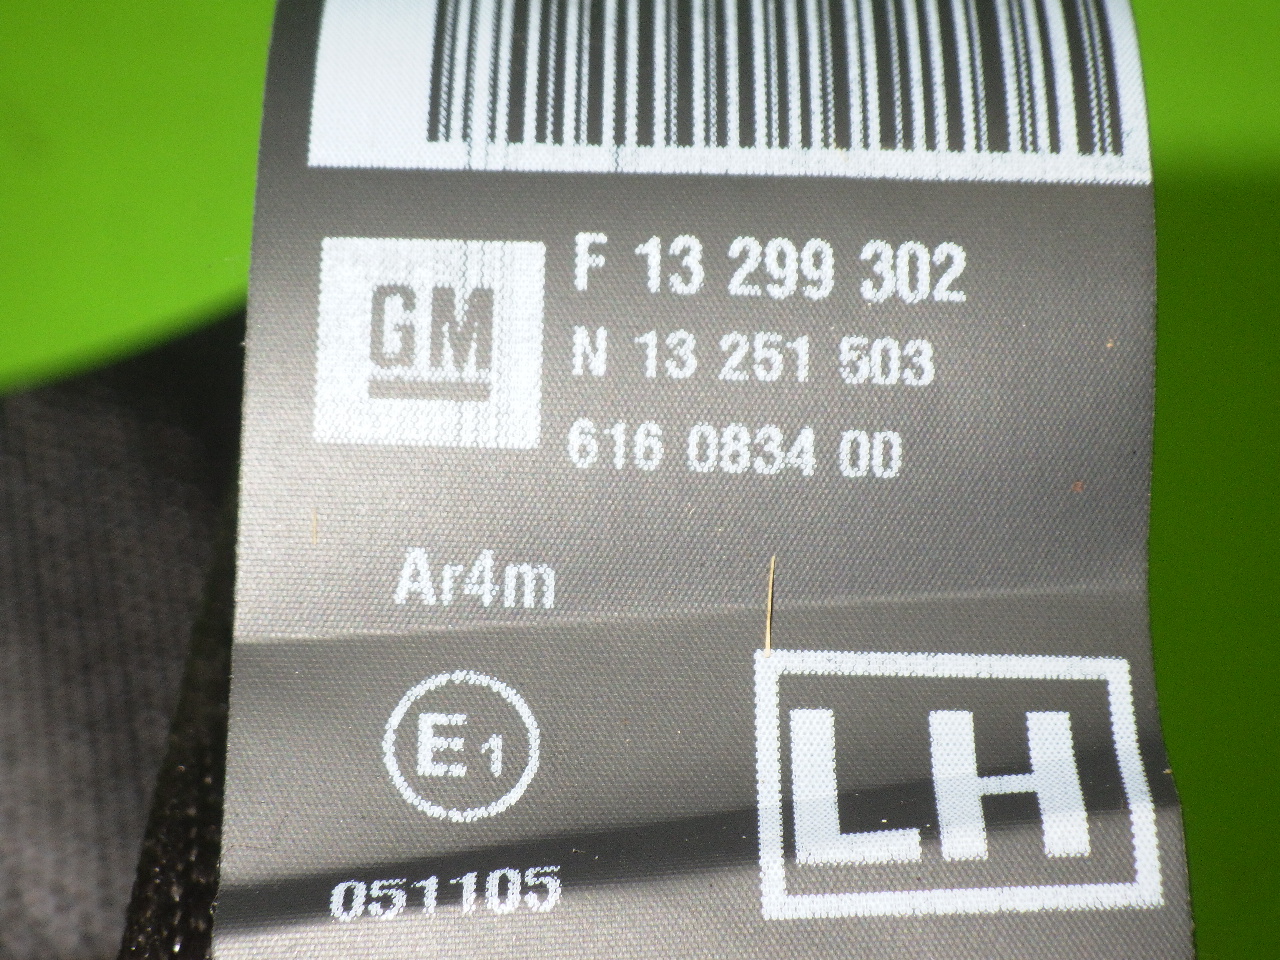 GM
F 13 299 302
N 13 251 503
616 0834 00
Ar4m
E1
LH
051105